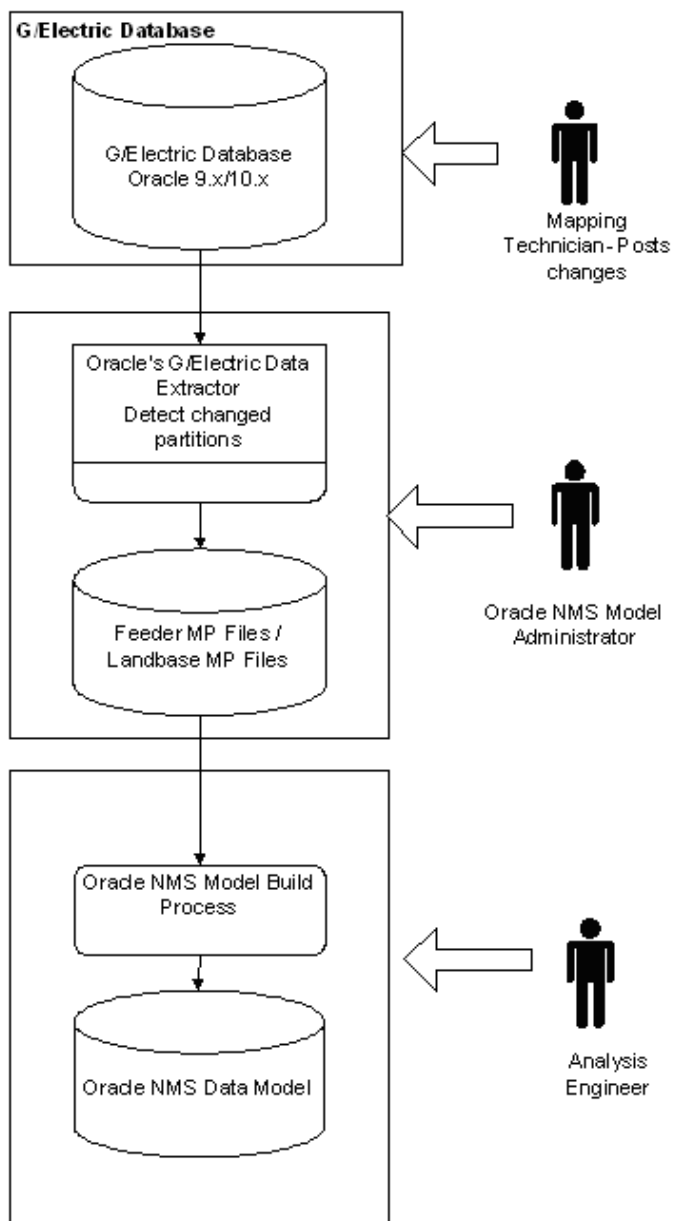 G/Electric Database
G/Electric Database
Oracle 9.x/10.x
Mapping
Technician- Posts
changes
Oracle's G/Electric Data
Extractor
Detect changed
partitions
Feeder MP Files /
Landbase MP Files
Oracle NMS Model
Administrator
Oracle NMS Model Build
Process
Oracle NMS Data Model
Analysis
Engineer